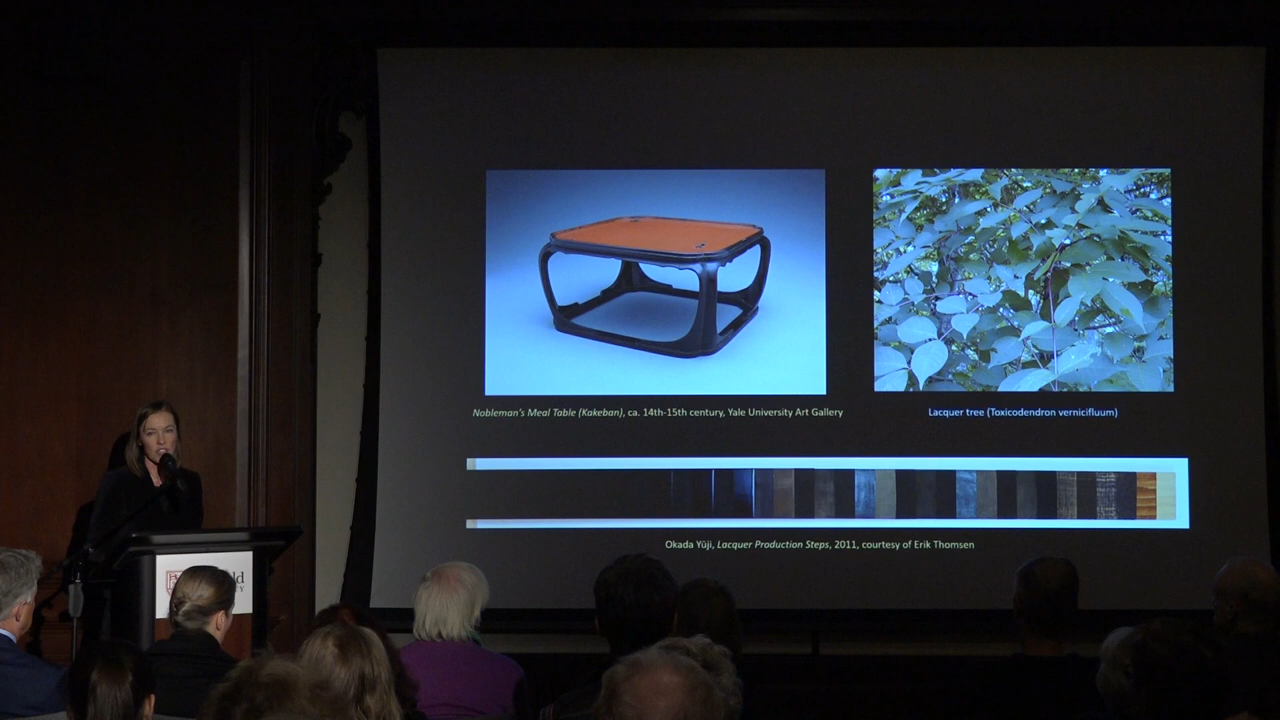 Nobleman's Meal Table (Kakeban), ca. 14th-15th century, Yale University Art Gallery
Lacquer tree (Toxicodendron vernicifluum)
Okada Yūji, Lacquer Production Steps, 2011, courtesy of Erik Thomsen